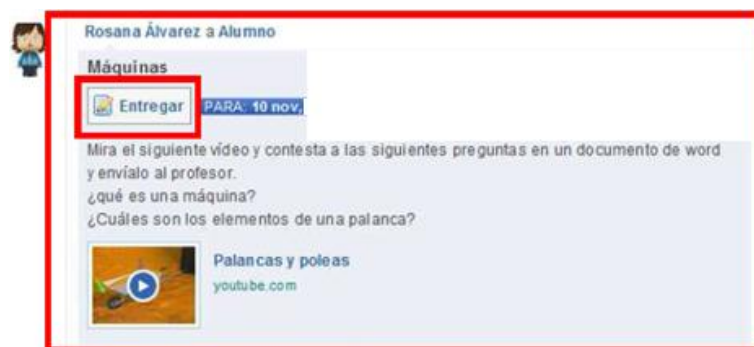 Rosana Álvarez a Alumno
Máquinas
Entregar PARA: 10 nov,
Mira el siguiente vídeo y contesta a las siguientes preguntas en un documento de word
y envíalo al profesor.
¿qué es una máquina?
¿Cuáles son los elementos de una palanca?
Palancas y poleas
youtube.com